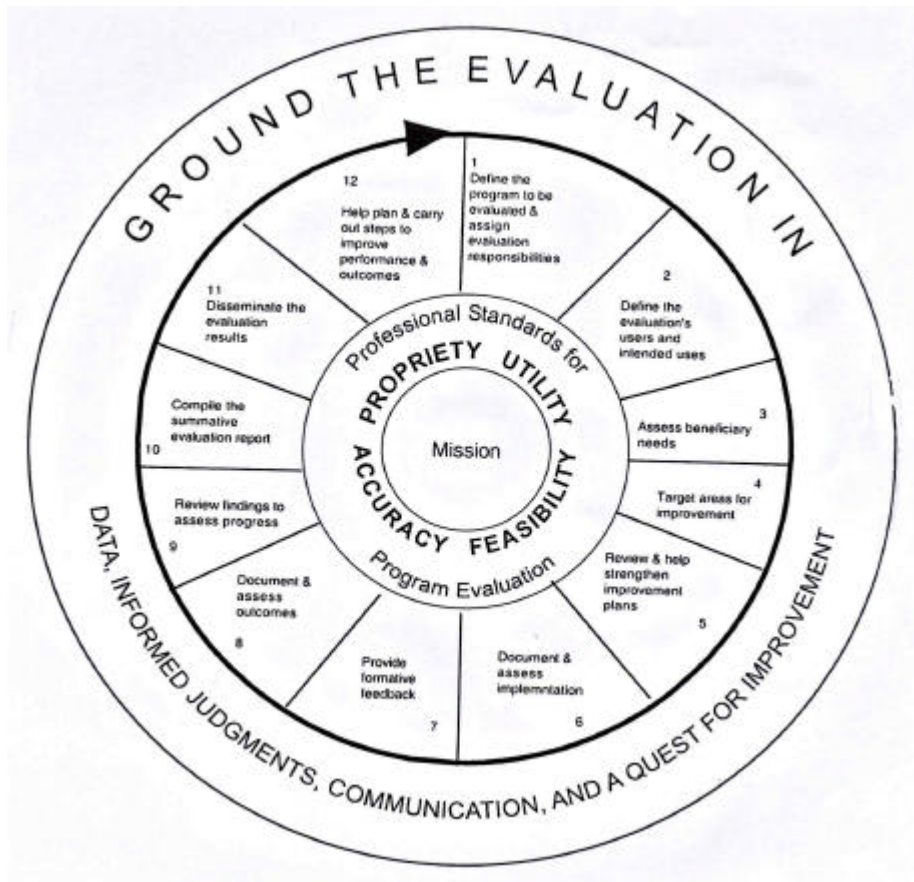 GROUND THE EVALUATION IN
DATA, INFORMED JUDGMENTS, COMMUNICATION, AND A QUEST FOR IMPROVEMENT
1
Define the
program to be
evaluated &
assign
evaluation
responsibilities
2
Define the
evaluation's
users and
intended uses
3
Assess beneficiary
needs
4
Target areas for
improvement
Review & help
strengthen
improvement
plans
5
Document &
assess
implemntation
6
Provide
formative
feedback
7
Document &
assess
outcomes
8
Review findings to
assess progress
9
Compile the
summative
evaluation report
10
11
Disseminate the
evaluation
results
12
Help plan & carry
out steps to
improve
performance &
outcomes
Professional Standards for
Program Evaluation
PROPRIETY UTILITY
ACCURACY FEASIBILITY
Mission